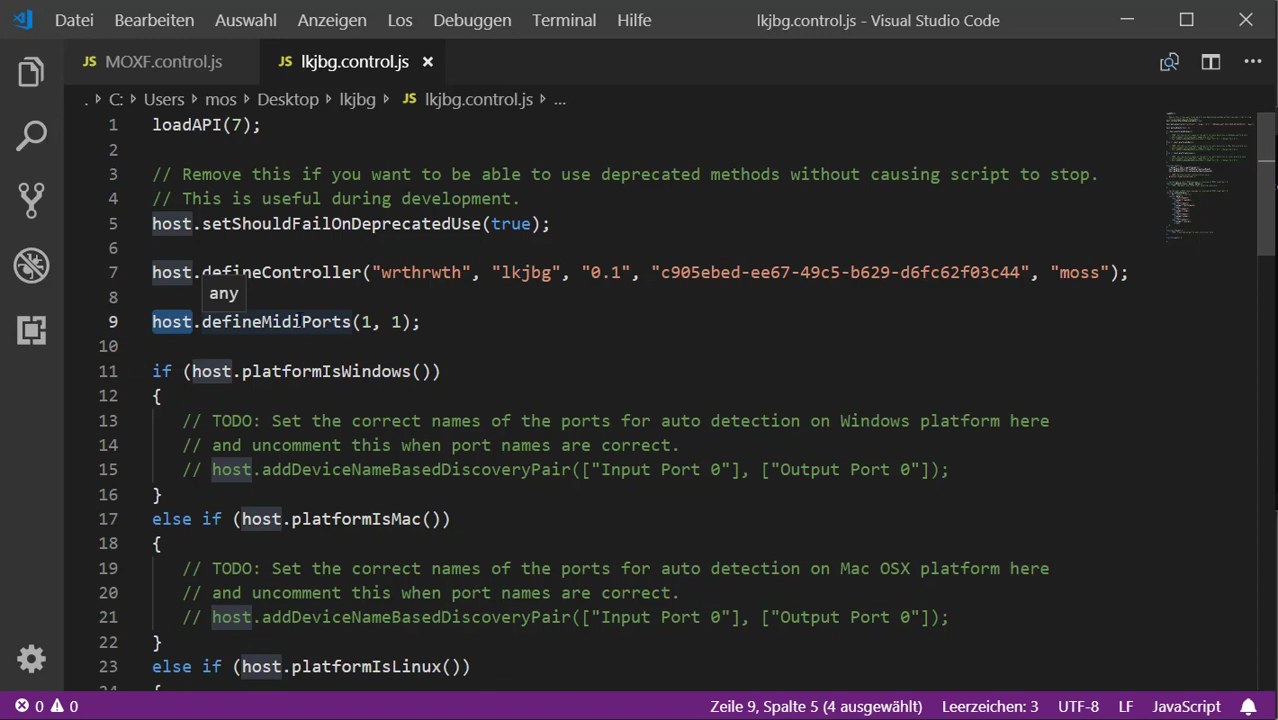 Datei Bearbeiten Auswahl Anzeigen Los Debuggen Terminal Hilfe lkjbg.control.js - Visual Studio Code
JS MOXF.control.js JS lkjbg.control.js
. C: Users mos Desktop lkjbg JS lkjbg.control.js ...
1 loadAPI(7);
2
3 // Remove this if you want to be able to use deprecated methods without causing script to stop.
4 // This is useful during development.
5 host.setShouldFailOnDeprecatedUse(true);
6
7 host.defineController("wrthrwth", "lkjbg", "0.1", "c905ebed-ee67-49c5-b629-d6fc62f03c44", "moss");
8 any
9 host.defineMidiPorts(1, 1);
10
11 if (host.platformIsWindows())
12 {
13 // TODO: Set the correct names of the ports for auto detection on Windows platform here
14 // and uncomment this when port names are correct.
15 // host.addDeviceNameBasedDiscoveryPair(["Input Port 0"], ["Output Port 0"]);
16 }
17 else if (host.platformIsMac())
18 {
19 // TODO: Set the correct names of the ports for auto detection on Mac OSX platform here
20 // and uncomment this when port names are correct.
21 // host.addDeviceNameBasedDiscoveryPair(["Input Port 0"], ["Output Port 0"]);
22 }
23 else if (host.platformIsLinux())
0 0 Zeile 9, Spalte 5 (4 ausgewählt) Leerzeichen: 3 UTF-8 LF JavaScript